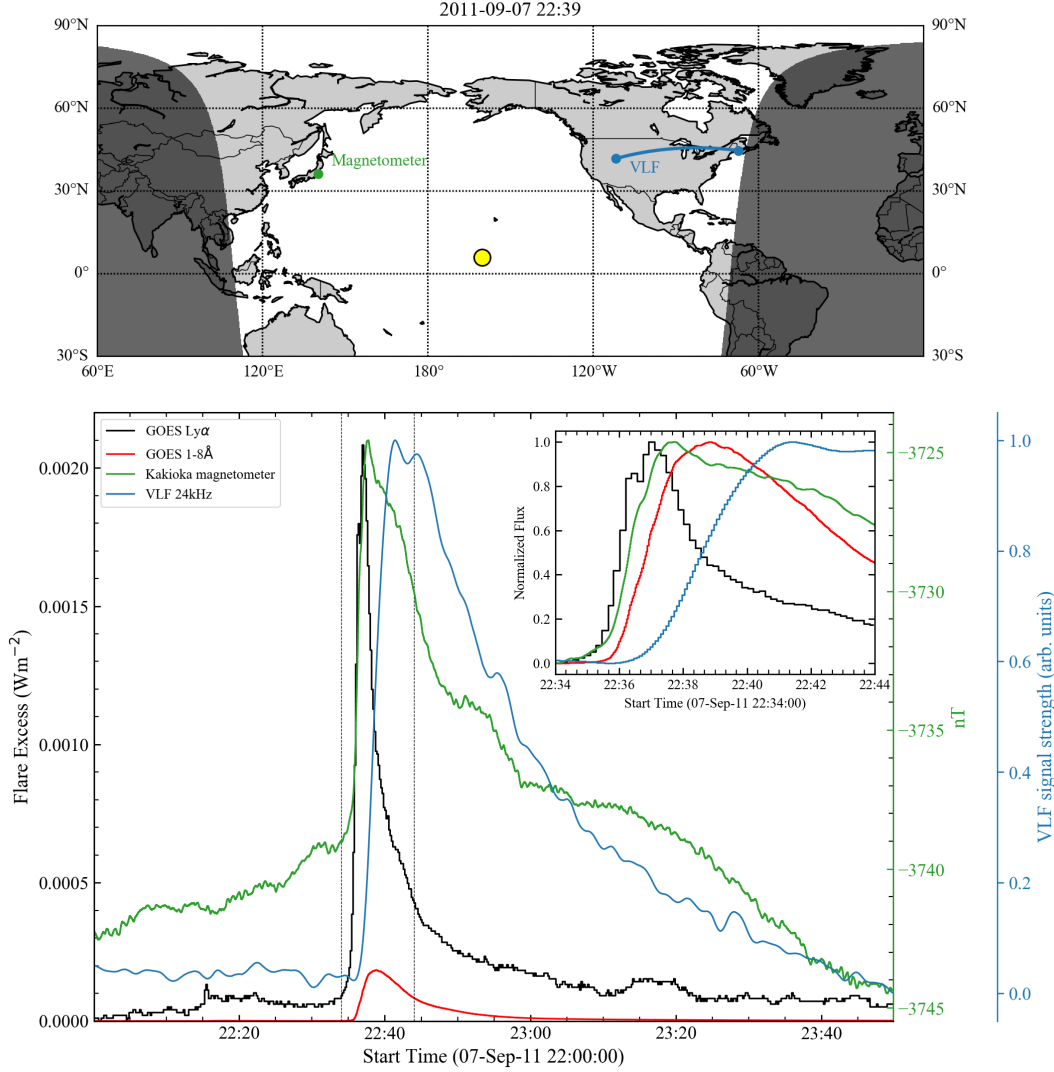 2011-09-07 22:39
90°N 90°N
60°N 60°N
Magnetometer
VLF
30°N 30°N
0° 0°
30°S 30°S
60°E 120°E 180° 120°W 60°W
GOES Lyα
GOES 1-8Å
Kakioka magnetometer
VLF 24kHz
Flare Excess (Wm⁻²)
0.0020
0.0015
0.0010
0.0005
0.0000
22:20 22:40 23:00 23:20 23:40
Start Time (07-Sep-11 22:00:00)
Normalized Flux
1.0
0.8
0.6
0.4
0.2
0.0
22:34 22:36 22:38 22:40 22:42 22:44
Start Time (07-Sep-11 22:34:00)
−3725
−3730
−3735
−3740
−3745
nT
1.0
0.8
0.6
0.4
0.2
0.0
VLF signal strength (arb. units)